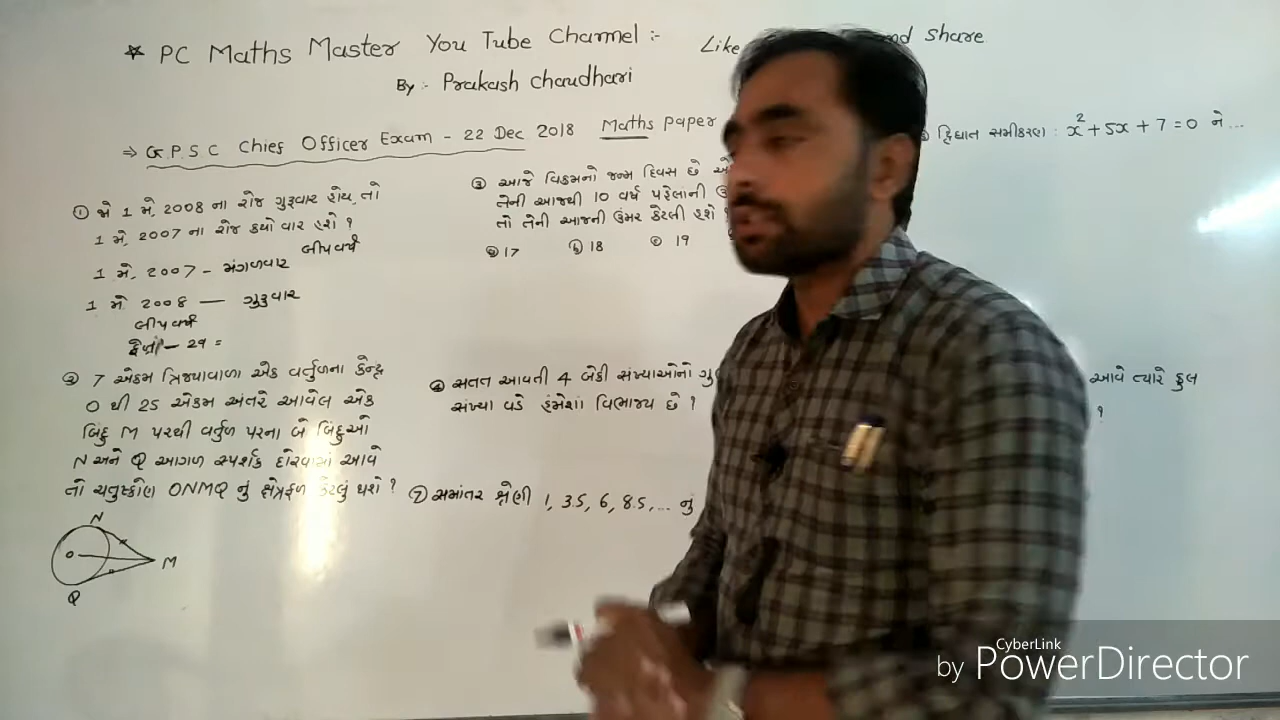 * PC Maths Master You Tube Channel :- Like nd Share
By :- Prakash Chaudhari
⇒ G.P.S.C Chief Officer Exam - 22 Dec 2018 Maths Paper
① જો 1 મે, 2008 ના રોજ ગુરુવાર હોય, તો
1 મે, 2007 ના રોજ કયો વાર હશે ?
લીપવર્ષ
1 મે, 2007 - મંગળવાર
1 મે 2008 — ગુરુવાર
લીપવર્ષ
ફેબ્રુ - 29 =
② 7 એકમ ત્રિજ્યાવાળા એક વર્તુળના કેન્દ્ર
O થી 25 એકમ અંતરે આવેલ એક
બિંદુ M પરથી વર્તુળ પરના બે બિંદુઓ
N અને Q આગળ સ્પર્શક દોરવામાં આવે
તો ચતુષ્કોણ ONMQ નું ક્ષેત્રફળ કેટલું થશે ?
N
O
M
Q
③ આજે વિક્રમનો જન્મ દિવસ છે
તેની આજથી 10 વર્ષ પહેલાની
તો તેની આજની ઉંમર કેટલી હશે ?
ⓐ 17 ⓑ 18 ⓒ 19
④ સતત આવતી 4 બેકી સંખ્યાઓનો
સંખ્યા વડે હંમેશા વિભાજ્ય છે ?
⑦ સમાંતર શ્રેણી 1, 3.5, 6, 8.5, ... નું
દ્વિઘાત સમીકરણ : x² + 5x + 7 = 0 ને ...
આવે ત્યારે કુલ
?
CyberLink
by PowerDirector